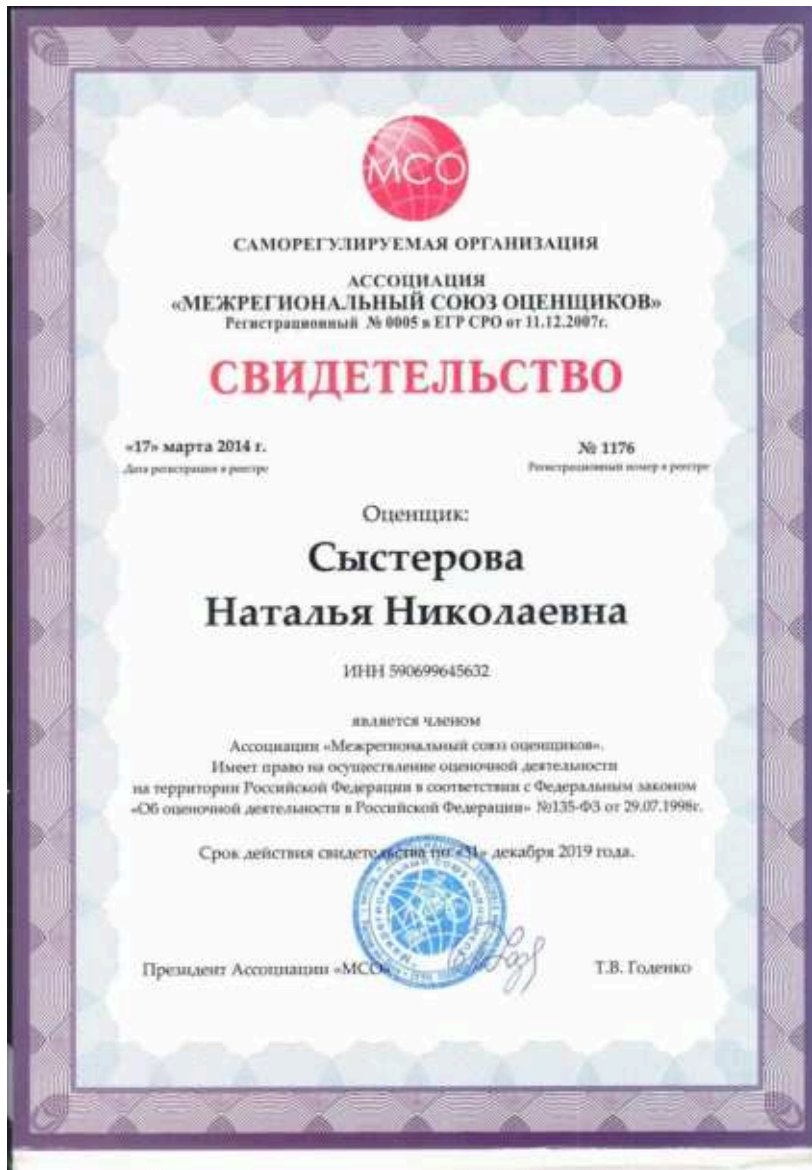 МСО
САМОРЕГУЛИРУЕМАЯ ОРГАНИЗАЦИЯ
АССОЦИАЦИЯ
«МЕЖРЕГИОНАЛЬНЫЙ СОЮЗ ОЦЕНЩИКОВ»
Регистрационный № 0005 в ЕГР СРО от 11.12.2007г.
СВИДЕТЕЛЬСТВО
«17» марта 2014 г.
Дата регистрации в реестре
№ 1176
Регистрационный номер в реестре
Оценщик:
Сыстерова
Наталья Николаевна
ИНН 590699645632
является членом
Ассоциации «Межрегиональный союз оценщиков».
Имеет право на осуществление оценочной деятельности
на территории Российской Федерации в соответствии с Федеральным законом
«Об оценочной деятельности в Российской Федерации» №135-ФЗ от 29.07.1998г.
Срок действия свидетельства по «31» декабря 2019 года.
Президент Ассоциации «МСО»
Т.В. Годенко